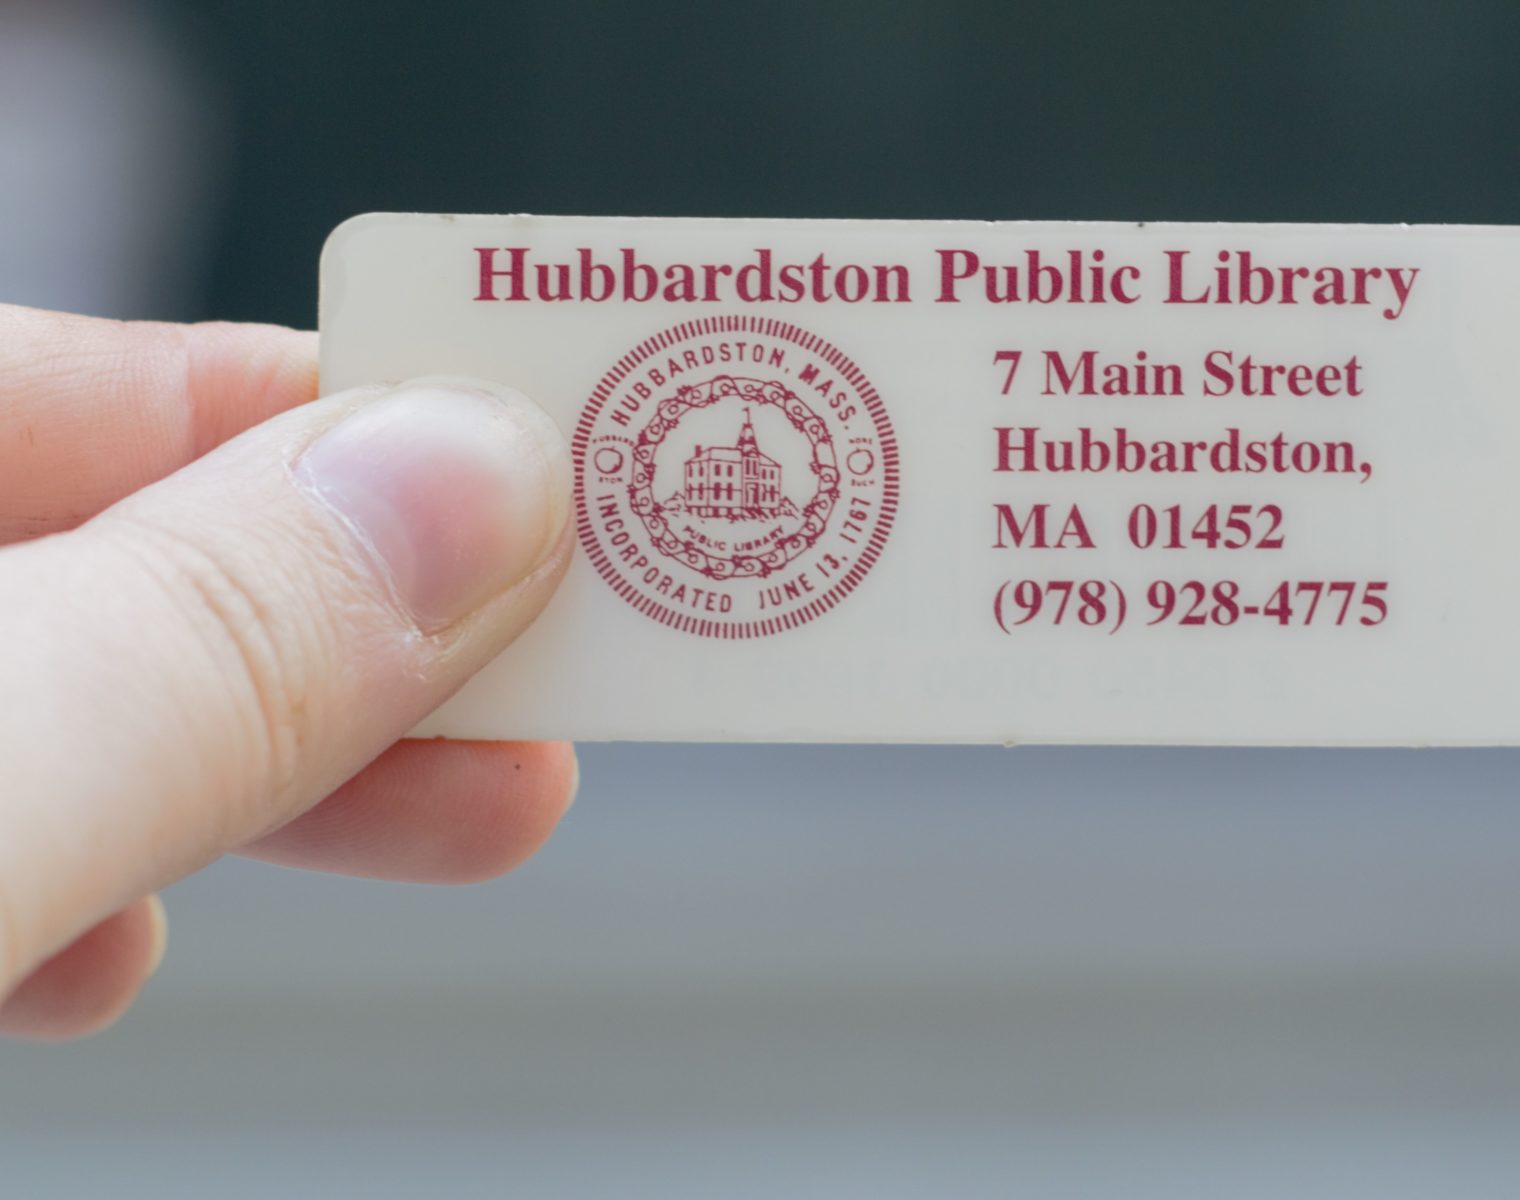 Hubbardston Public Library
HUBBARDSTON, MASS.
PUBLIC LIBRARY
INCORPORATED JUNE 13, 1767
7 Main Street
Hubbardston,
MA 01452
(978) 928-4775